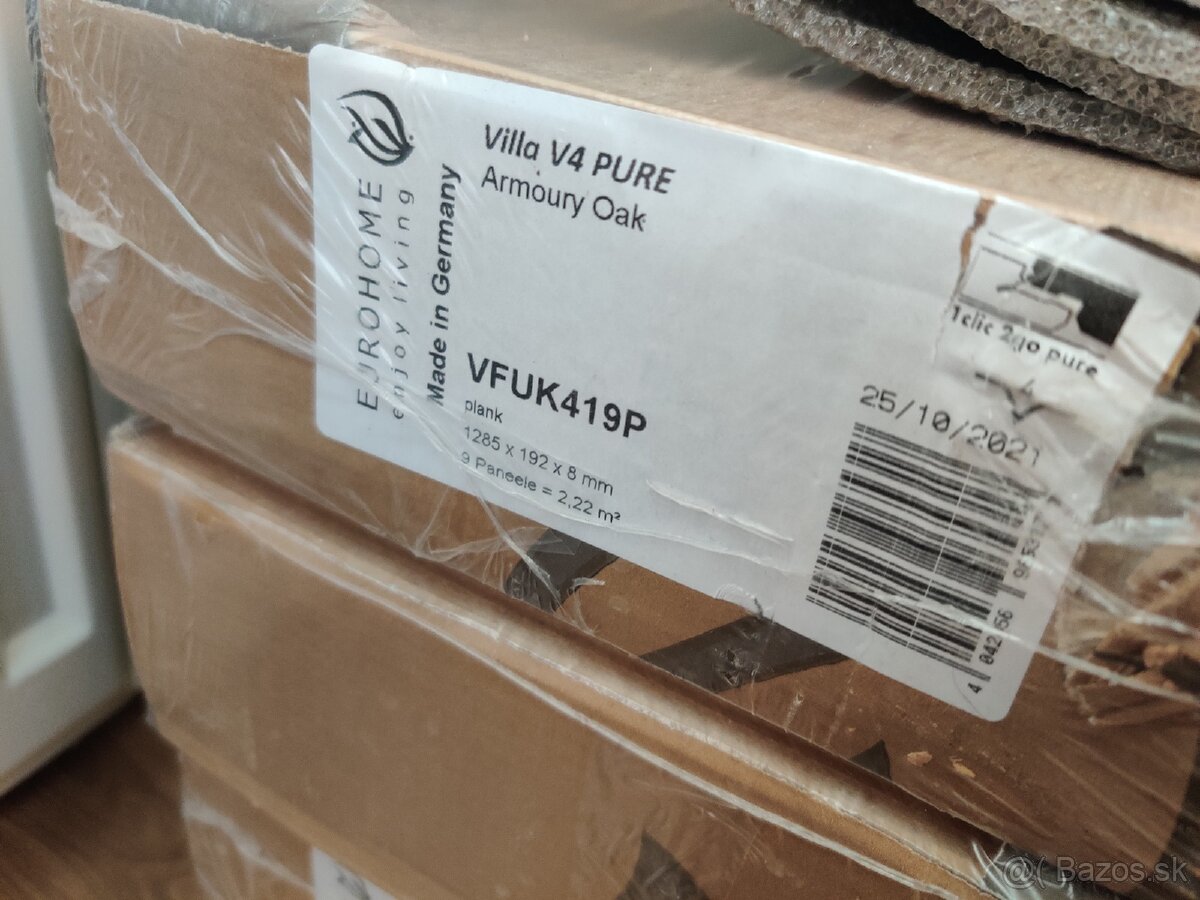 EUROHOME
enjoy living
Made in Germany
Villa V4 PURE
Armoury Oak
VFUK419P
plank
1285 x 192 x 8 mm
9 Paneele = 2,22 m²
1clic 2go pure
25/10/2021
@( Bazos.sk